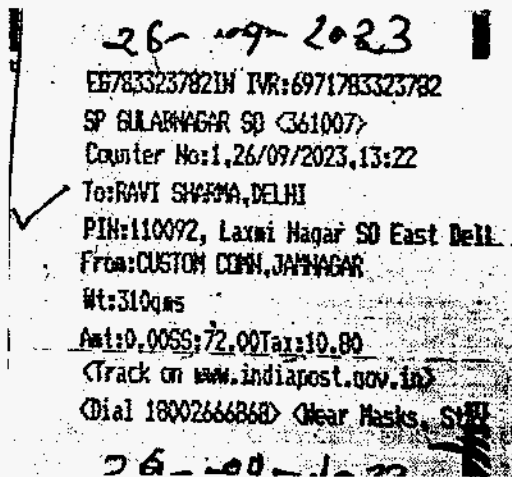 26-09-2023
EG783323782IN IVR:6971783323782
SP GULABNAGAR SO <361007>
Counter No:1,26/09/2023,13:22
To:RAVI SHARMA,DELHI
PIN:110092, Laxmi Nagar SO East Delh
From:CUSTOM COMM,JAMNAGAR
Wt:310gms
Amt:0.00SS:72.00Tax:10.80
<Track on www.indiapost.gov.in>
<Dial 18002666868> <Wear Masks,